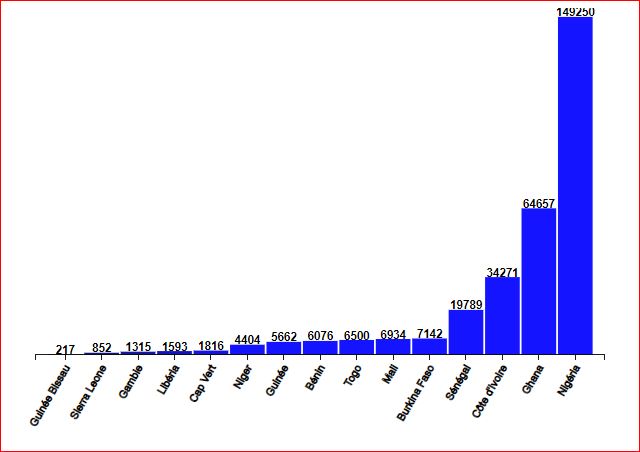 149250
64657
34271
19789
7142
6934
6500
6076
5662
4404
1816
1593
1315
852
217
Guinée Bissau
Sierra Leone
Gambie
Libéria
Cap Vert
Niger
Guinée
Bénin
Togo
Mali
Burkina Faso
Sénégal
Côte d'Ivoire
Ghana
Nigéria